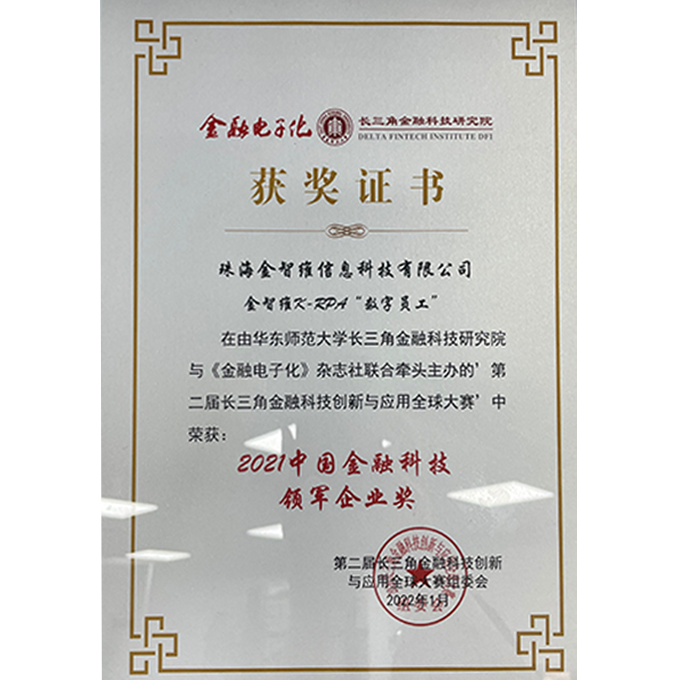 金融电子化 长三角金融科技研究院
DELTA FINTECH INSTITUTE DFI
获奖证书
珠海金智维信息科技有限公司
金智维K-RPA“数字员工”
在由华东师范大学长三角金融科技研究院
与《金融电子化》杂志社联合牵头主办的’第
二届长三角金融科技创新与应用全球大赛’中
荣获：
2021中国金融科技
领军企业奖
第二届长三角金融科技创新
与应用全球大赛组委会
2022年1月